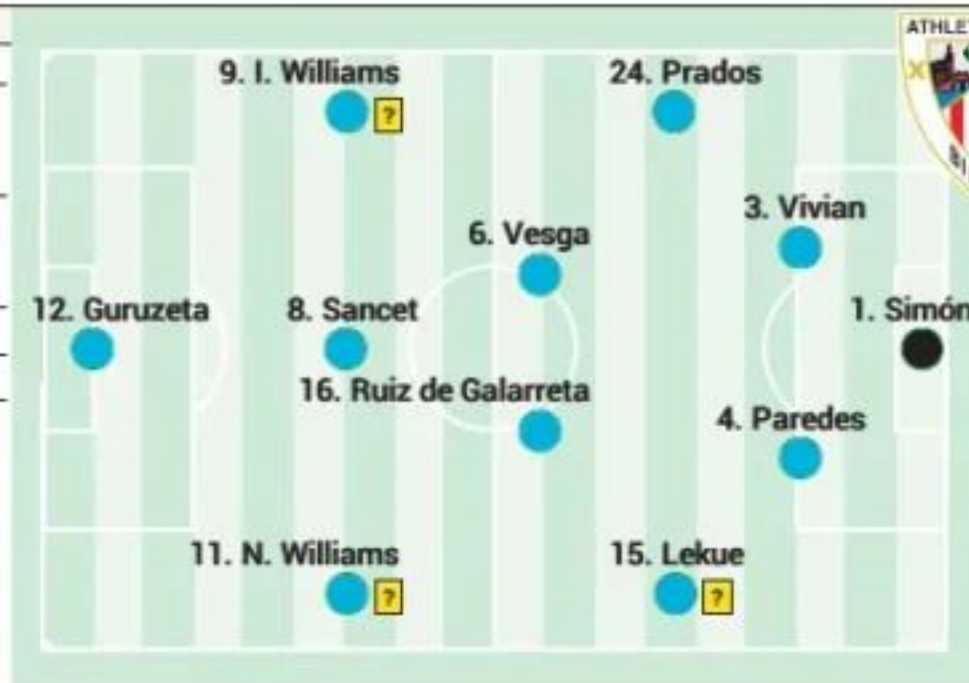 ATHLE
9. I. Williams
24. Prados
?
BI
3. Vivian
6. Vesga
12. Guruzeta
8. Sancet
1. Simón
16. Ruiz de Galarreta
4. Paredes
11. N. Williams
15. Lekue
?
?